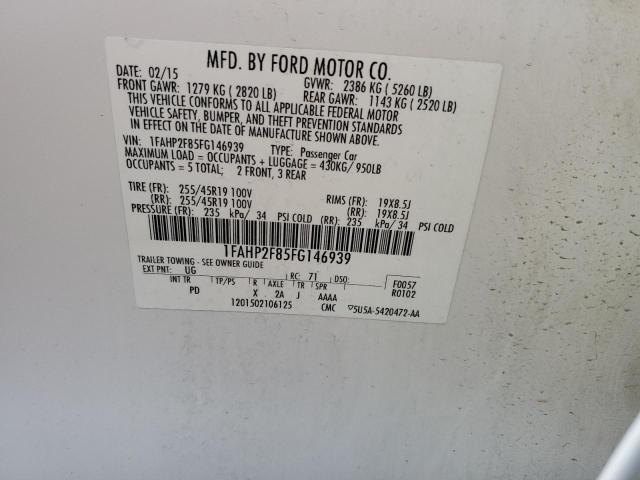 MFD. BY FORD MOTOR CO.
DATE: 02/15 GVWR: 2386 KG ( 5260 LB)
FRONT GAWR: 1279 KG ( 2820 LB) REAR GAWR: 1143 KG ( 2520 LB)
THIS VEHICLE CONFORMS TO ALL APPLICABLE FEDERAL MOTOR
VEHICLE SAFETY, BUMPER, AND THEFT PREVENTION STANDARDS
IN EFFECT ON THE DATE OF MANUFACTURE SHOWN ABOVE.
VIN: 1FAHP2F85FG146939 TYPE: Passenger Car
MAXIMUM LOAD = OCCUPANTS + LUGGAGE = 430KG/ 950LB
OCCUPANTS = 5 TOTAL; 2 FRONT, 3 REAR
TIRE (FR): 255/45R19 100V RIMS (FR): 19X8.5J
(RR): 255/45R19 100V (RR): 19X8.5J
PRESSURE (FR): 235 kPa/ 34 PSI COLD (RR): 235 kPa/ 34 PSI COLD
1FAHP2F85FG146939
TRAILER TOWING - SEE OWNER GUIDE
EXT PNT: UG RC: 71 DSO: F0057
R0102
INT TR TP/PS R AXLE TR SPR
PD X 2A J AAAA
1201502106125 CMC ▽5U5A-5420472-AA